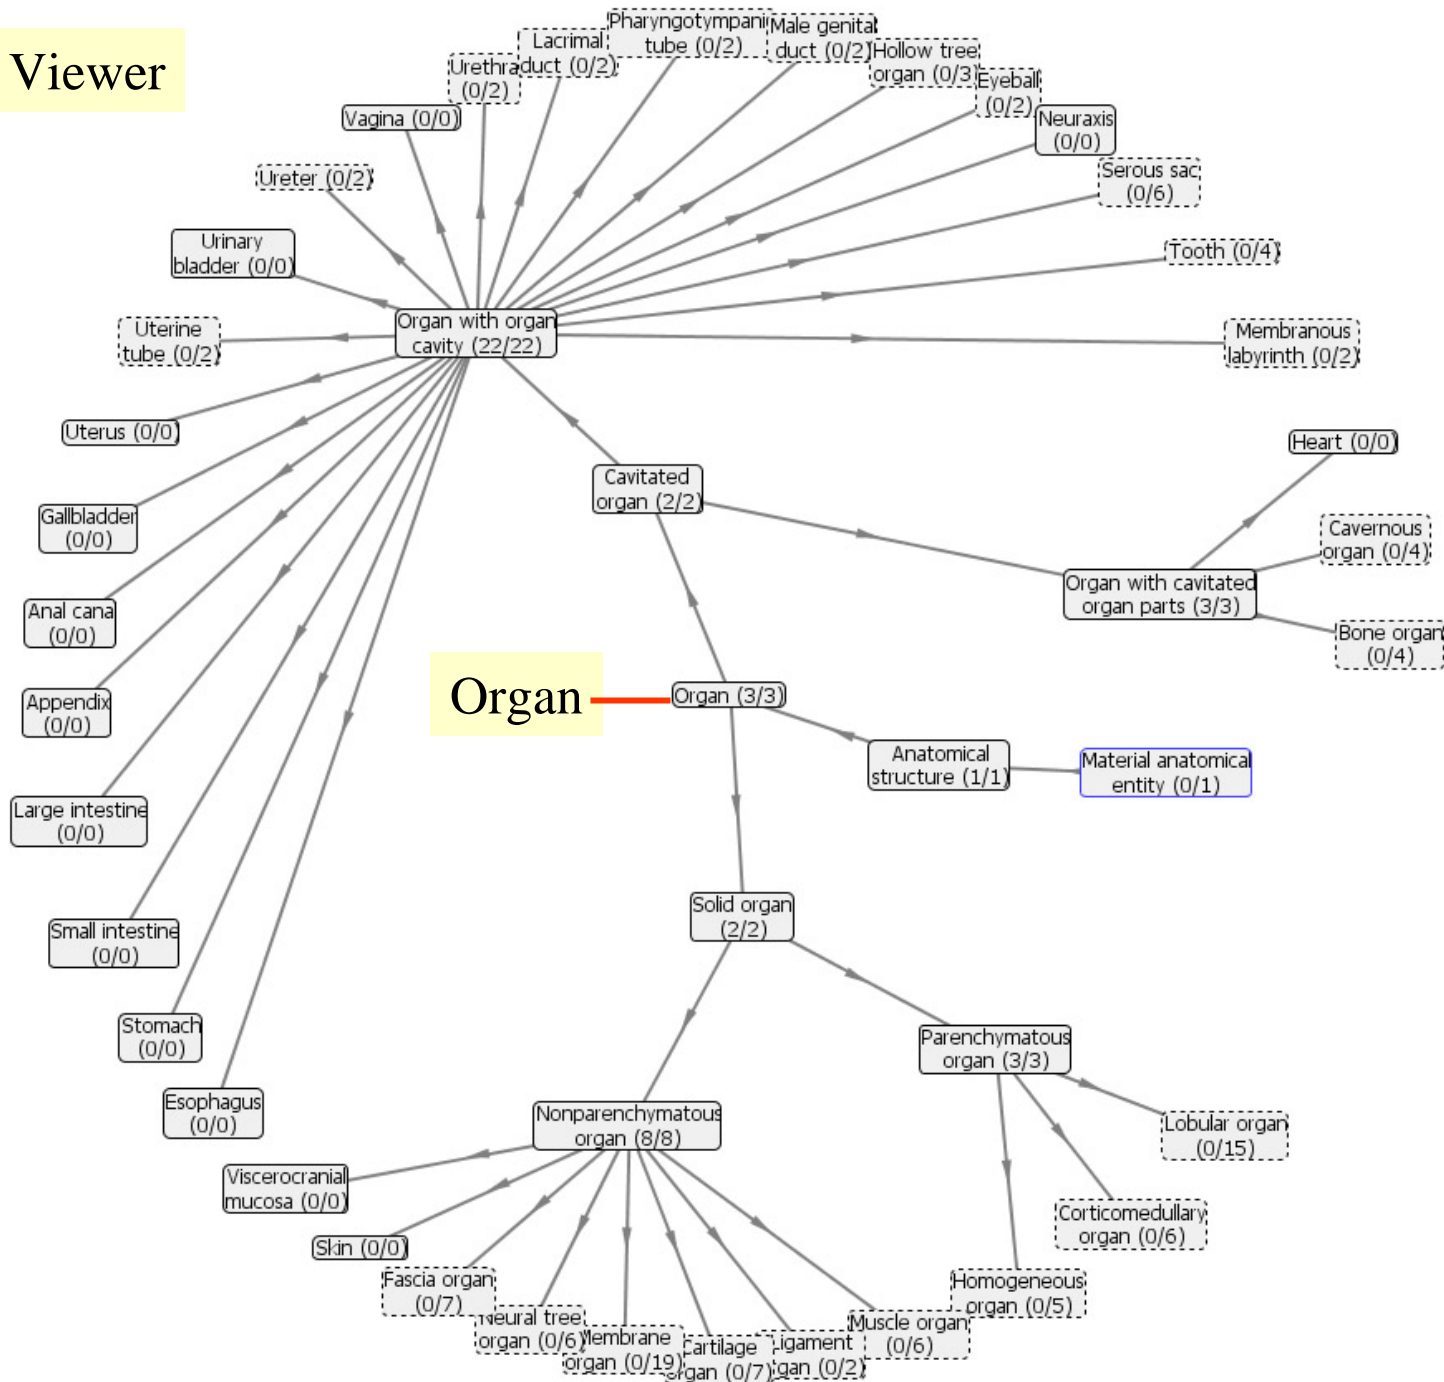 Viewer
Pharyngotympani
tube (0/2)
Male genital
duct (0/2)
Lacrimal
duct (0/2)
Hollow tree
organ (0/3)
Urethra
(0/2)
Eyeball
(0/2)
Vagina (0/0)
Neuraxis
(0/0)
Ureter (0/2)
Serous sac
(0/6)
Urinary
bladder (0/0)
Tooth (0/4)
Organ with organ
cavity (22/22)
Uterine
tube (0/2)
Membranous
labyrinth (0/2)
Uterus (0/0)
Heart (0/0)
Cavitated
organ (2/2)
Gallbladder
(0/0)
Cavernous
organ (0/4)
Organ with cavitated
organ parts (3/3)
Anal cana
(0/0)
Bone organ
(0/4)
Organ
Organ (3/3)
Appendix
(0/0)
Anatomical
structure (1/1)
Material anatomical
entity (0/1)
Large intestine
(0/0)
Solid organ
(2/2)
Small intestine
(0/0)
Stomach
(0/0)
Parenchymatous
organ (3/3)
Esophagus
(0/0)
Nonparenchymatous
organ (8/8)
Lobular organ
(0/15)
Viscerocranial
mucosa (0/0)
Corticomedullary
organ (0/6)
Skin (0/0)
Fascia organ
(0/7)
Homogeneous
organ (0/5)
Neural tree
organ (0/6)
Muscle organ
(0/6)
Membrane
organ (0/19)
Cartilage
organ (0/7)
Ligament
gan (0/2)